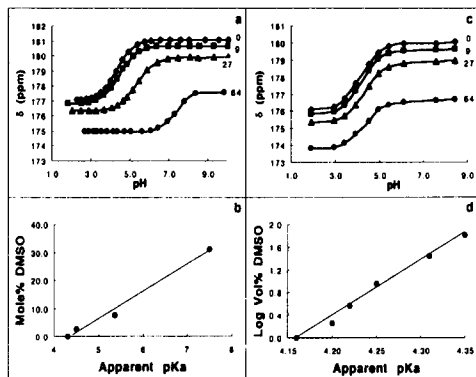 a
182
181
180
179
178
177
176
175
174
173
δ (ppm)
0
9
27
64
1.0 3.0 5.0 7.0 9.0
pH
c
182
181
180
179
178
177
176
175
174
173
δ (ppm)
0
9
27
64
1.0 3.0 5.0 7.0 9.0
pH
b
40.0
30.0
20.0
10.0
0.0
Mole% DMSO
4 5 6 7 8
Apparent pKa
d
2.0
1.6
1.2
0.8
0.4
0.0
Log Vol% DMSO
4.15 4.20 4.25 4.30 4.35
Apparent pKa